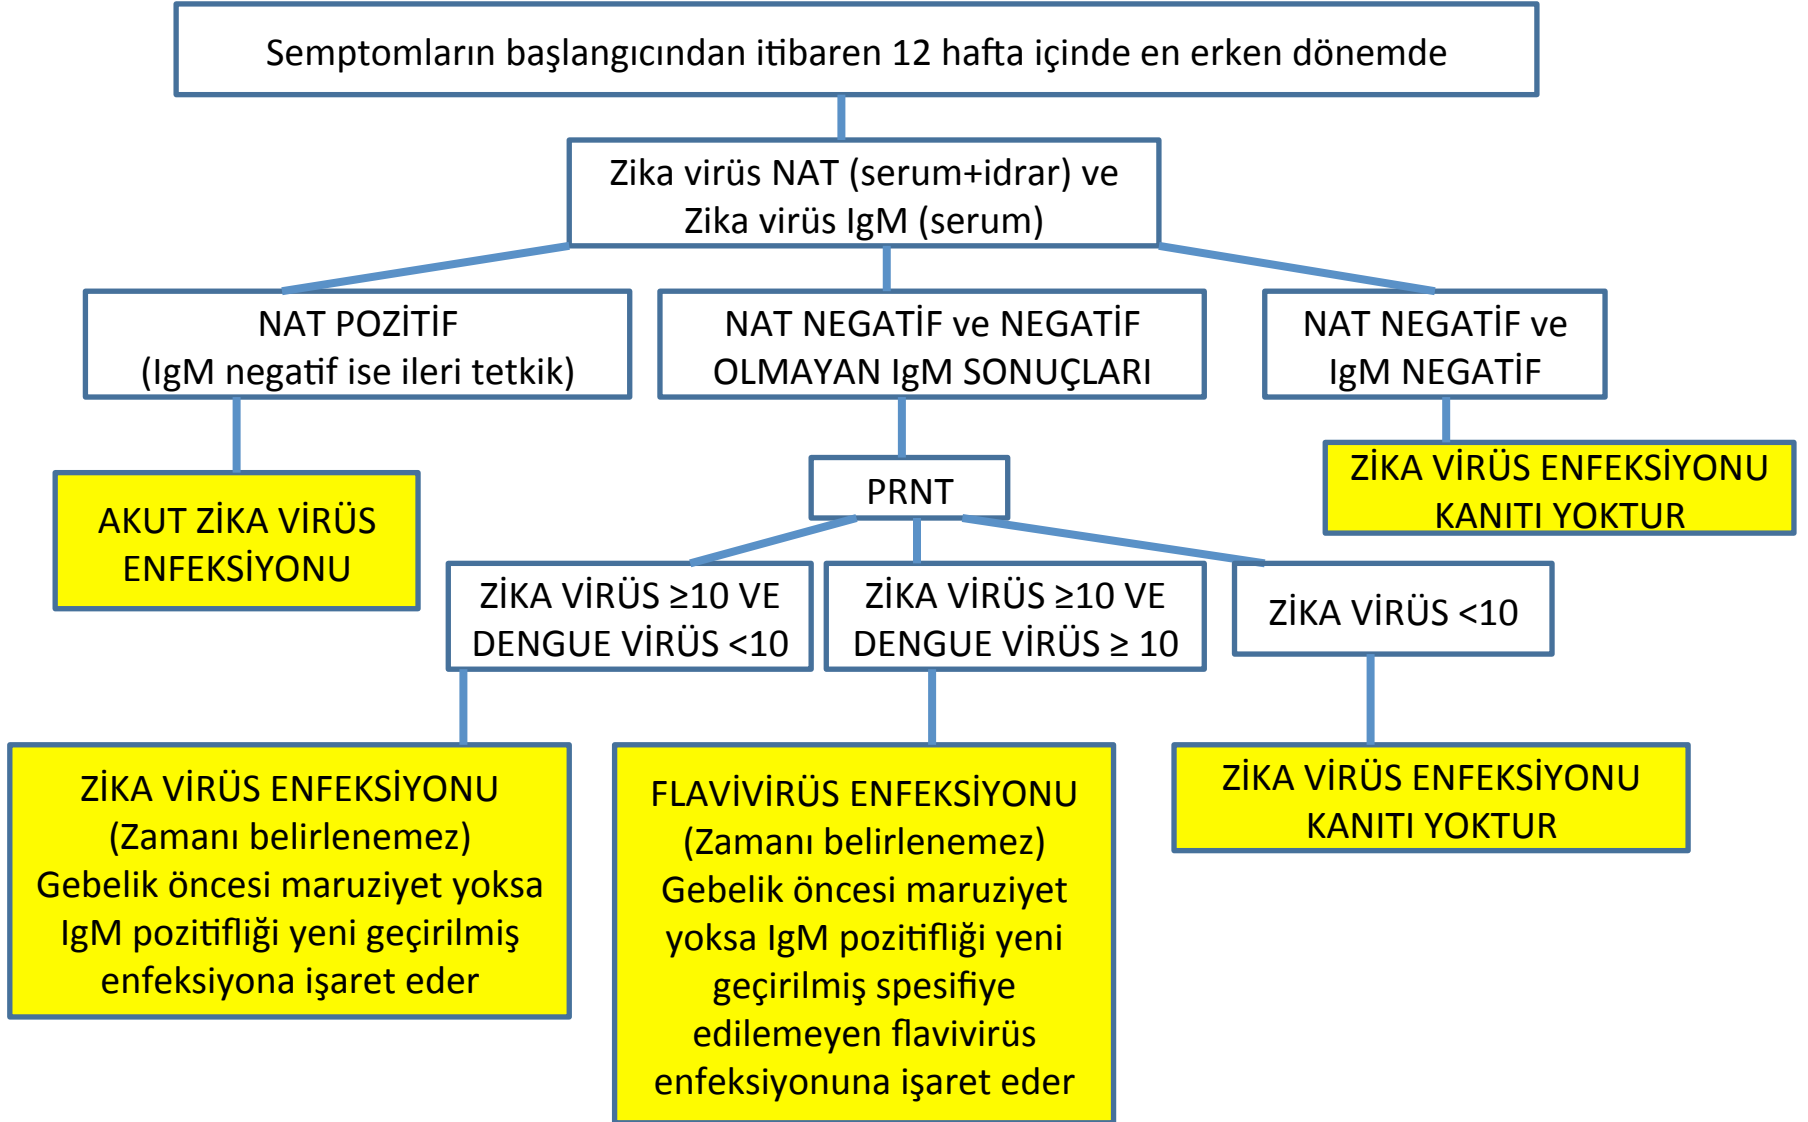 Semptomların başlangıcından itibaren 12 hafta içinde en erken dönemde
Zika virüs NAT (serum+idrar) ve
Zika virüs IgM (serum)
NAT POZİTİF
(IgM negatif ise ileri tetkik)
NAT NEGATİF ve NEGATİF
OLMAYAN IgM SONUÇLARI
NAT NEGATİF ve
IgM NEGATİF
AKUT ZİKA VİRÜS
ENFEKSİYONU
PRNT
ZİKA VİRÜS ENFEKSİYONU
KANITI YOKTUR
ZİKA VİRÜS ≥10 VE
DENGUE VİRÜS <10
ZİKA VİRÜS ≥10 VE
DENGUE VİRÜS ≥ 10
ZİKA VİRÜS <10
ZİKA VİRÜS ENFEKSİYONU
(Zamanı belirlenemez)
Gebelik öncesi maruziyet yoksa
IgM pozitifliği yeni geçirilmiş
enfeksiyona işaret eder
FLAVİVİRÜS ENFEKSİYONU
(Zamanı belirlenemez)
Gebelik öncesi maruziyet
yoksa IgM pozitifliği yeni
geçirilmiş spesifiye
edilemeyen flavivirüs
enfeksiyonuna işaret eder
ZİKA VİRÜS ENFEKSİYONU
KANITI YOKTUR